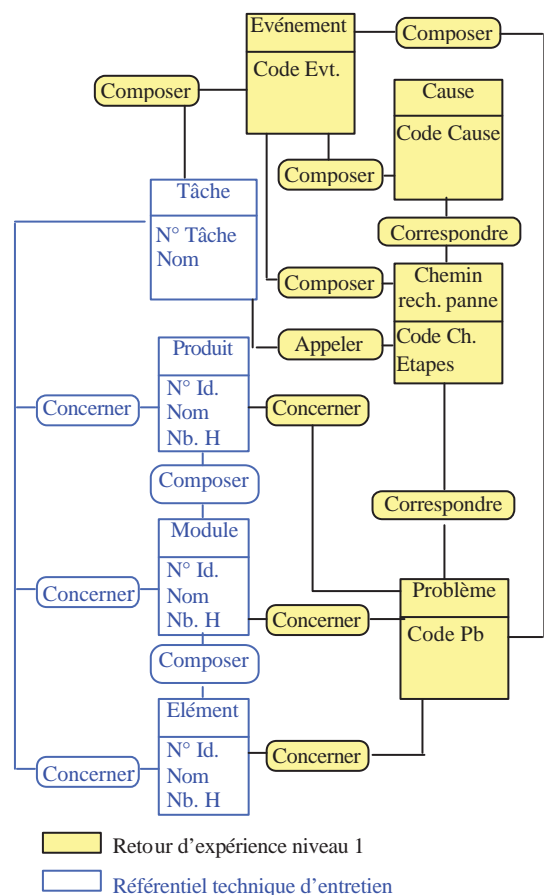 Evénement
Code Evt.
Composer
Composer
Cause
Code Cause
Composer
Tâche
N° Tâche
Nom
Correspondre
Composer
Chemin
rech. panne
Code Ch.
Etapes
Appeler
Produit
N° Id.
Nom
Nb. H
Concerner
Concerner
Composer
Correspondre
Module
N° Id.
Nom
Nb. H
Concerner
Concerner
Problème
Code Pb
Composer
Elément
N° Id.
Nom
Nb. H
Concerner
Concerner
Retour d'expérience niveau 1
Référentiel technique d'entretien